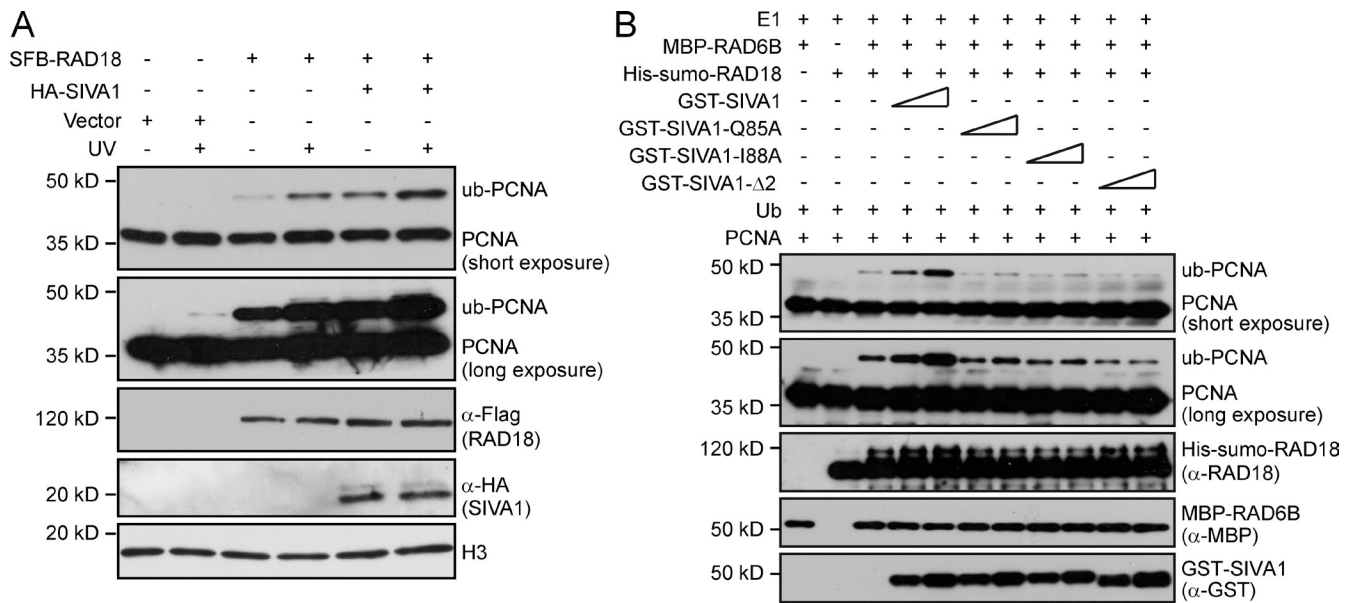 A
SFB-RAD18 - - + + + +
HA-SIVA1 - - - - + +
Vector + + - - - -
UV - + - + - +
50 kD
ub-PCNA
35 kD
PCNA
(short exposure)
50 kD
ub-PCNA
35 kD
PCNA
(long exposure)
120 kD
α-Flag
(RAD18)
20 kD
α-HA
(SIVA1)
20 kD
H3
B
E1 + + + + + + + + + + +
MBP-RAD6B + - + + + + + + + + +
His-sumo-RAD18 - + + + + + + + + + +
GST-SIVA1 - - - - - - - - -
GST-SIVA1-Q85A - - - - - - - - -
GST-SIVA1-I88A - - - - - - - - -
GST-SIVA1-Δ2 - - - - - - - - -
Ub + + + + + + + + + + +
PCNA + + + + + + + + + + +
50 kD
ub-PCNA
35 kD
PCNA
(short exposure)
50 kD
ub-PCNA
35 kD
PCNA
(long exposure)
120 kD
His-sumo-RAD18
(α-RAD18)
50 kD
MBP-RAD6B
(α-MBP)
50 kD
GST-SIVA1
(α-GST)